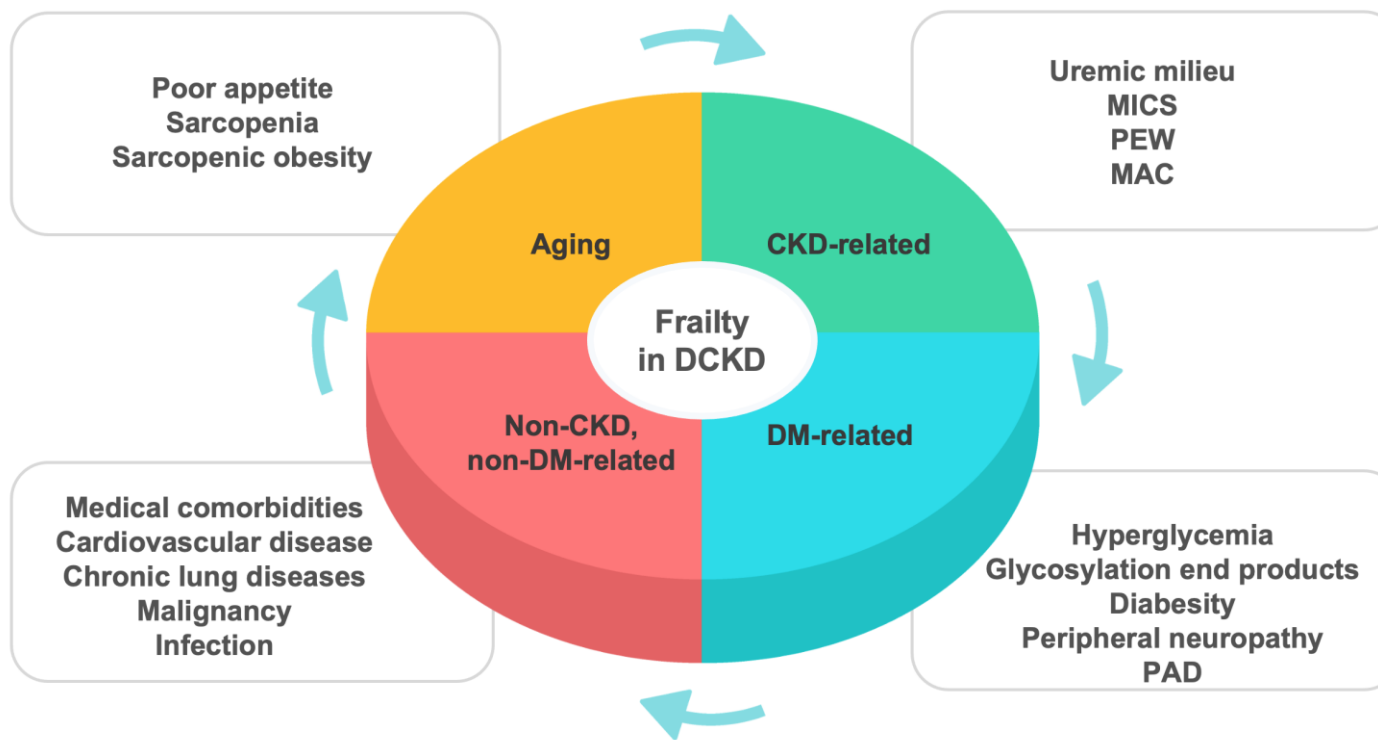 Poor appetite
Sarcopenia
Sarcopenic obesity
Uremic milieu
MICS
PEW
MAC
Aging
CKD-related
Frailty
in DCKD
Non-CKD,
non-DM-related
DM-related
Medical comorbidities
Cardiovascular disease
Chronic lung diseases
Malignancy
Infection
Hyperglycemia
Glycosylation end products
Diabesity
Peripheral neuropathy
PAD